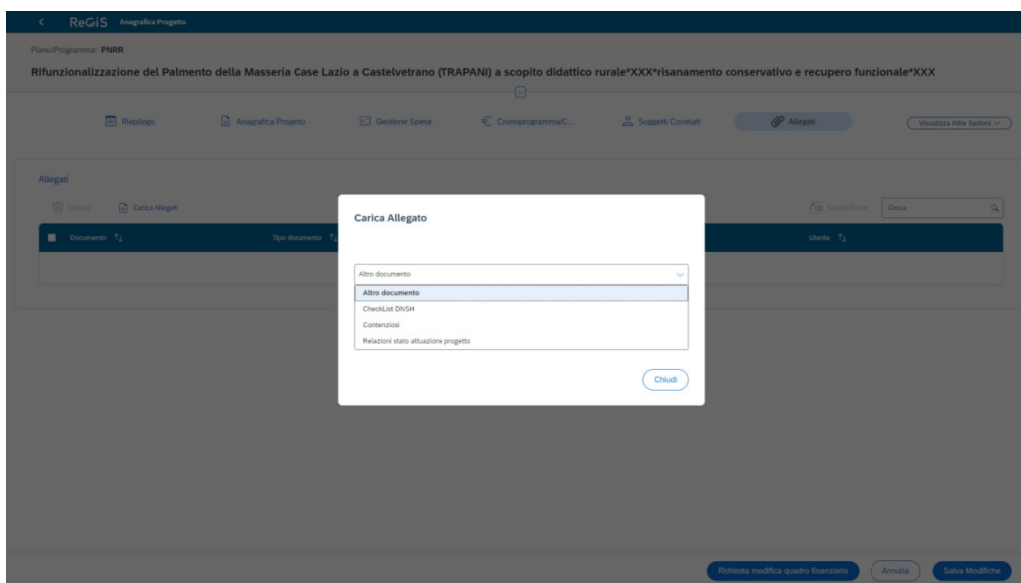 ReGiS Anagrafica Progetto
Piano/Programma: PNRR
Rifunzionalizzazione del Palmento della Masseria Case Lazio a Castelvetrano (TRAPANI) a scopito didattico rurale*XXX*risanamento conservativo e recupero funzionale*XXX
Riepilogo Anagrafica Progetto Gestione Spese Cronoprogramma/C... Soggetti Correlati Allegati Visualizza Altre Sezioni
Allegati
Carica Allegati Scarica Excel Cerca
Documento Tipo documento Utente
Carica Allegato
Altro documento
Altro documento
CheckList DNSH
Contenziosi
Relazioni stato attuazione progetto
Chiudi
Richiesta modifica quadro finanziario Annulla Salva Modifiche